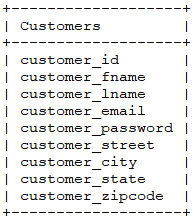 +--------------------+
| Customers |
+--------------------+
| customer_id |
| customer_fname |
| customer_lname |
| customer_email |
| customer_password |
| customer_street |
| customer_city |
| customer_state |
| customer_zipcode |
+--------------------+